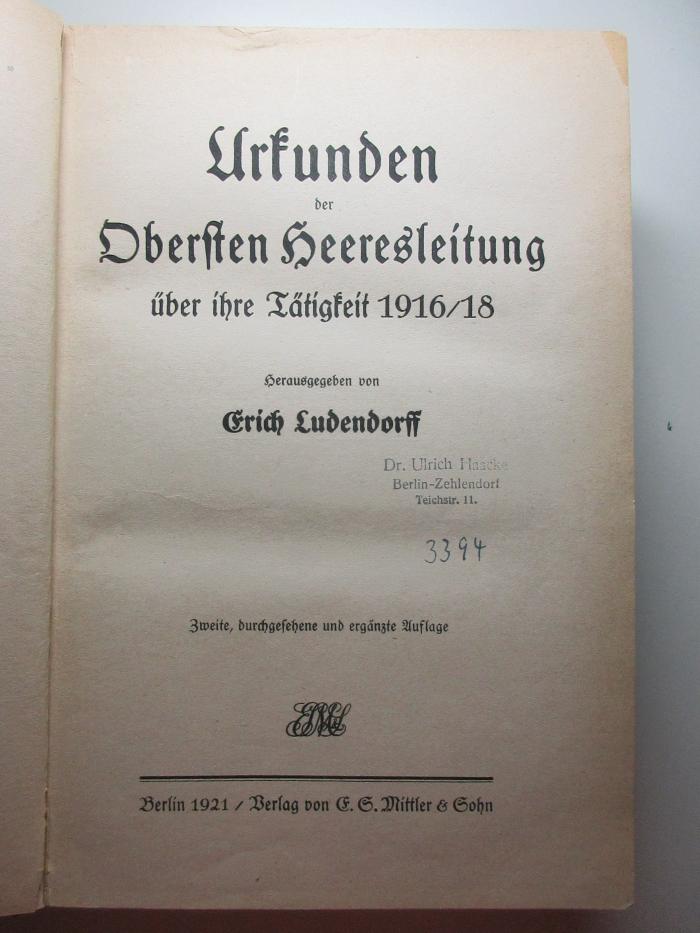 Urkunden
der
Obersten Heeresleitung
über ihre Tätigkeit 1916/18
Herausgegeben von
Erich Ludendorff
Dr. Ulrich Haacke
Berlin-Zehlendorf
Teichstr. 11.
3394
Zweite, durchgesehene und ergänzte Auflage
Berlin 1921 / Verlag von E. S. Mittler & Sohn